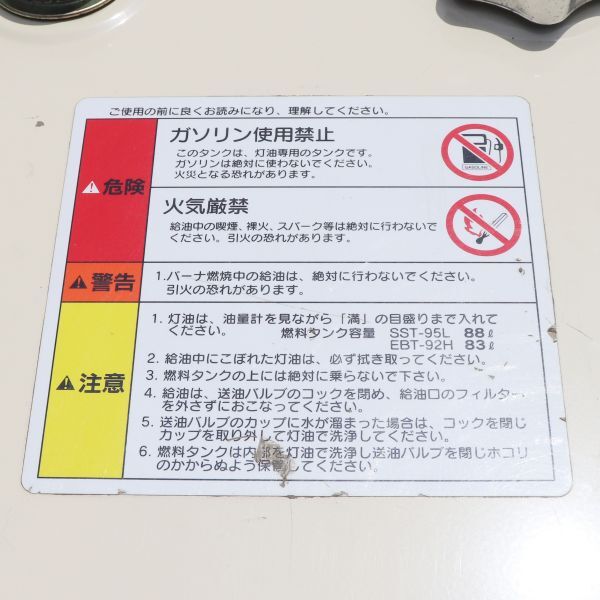 ご使用の前に良くお読みになり、理解してください。
⚠危険
ガソリン使用禁止
このタンクは、灯油専用のタンクです。
ガソリンは絶対に使わないでください。
火災となる恐れがあります。
GASOLINE
火気厳禁
給油中の喫煙、裸火、スパーク等は絶対に行わないで
ください。引火の恐れがあります。
⚠警告
1.バーナ燃焼中の給油は、絶対に行わないでください。
引火の恐れがあります。
⚠注意
1. 灯油は、油量計を見ながら「満」の目盛りまで入れて
ください。 燃料タンク容量 SST-95L 88ℓ
EBT-92H 83ℓ
2. 給油中にこぼれた灯油は、必ず拭き取ってください。
3. 燃料タンクの上には絶対に乗らないで下さい。
4. 給油は、送油バルブのコックを閉め、給油口のフィルター
を外さずにおこなってください。
5. 送油バルブのカップに水が溜まった場合は、コックを閉じ
カップを取り外して灯油で洗浄してください。
6. 燃料タンクは内部を灯油で洗浄し送油バルブを閉じホコリ
のかからぬよう保管してください。